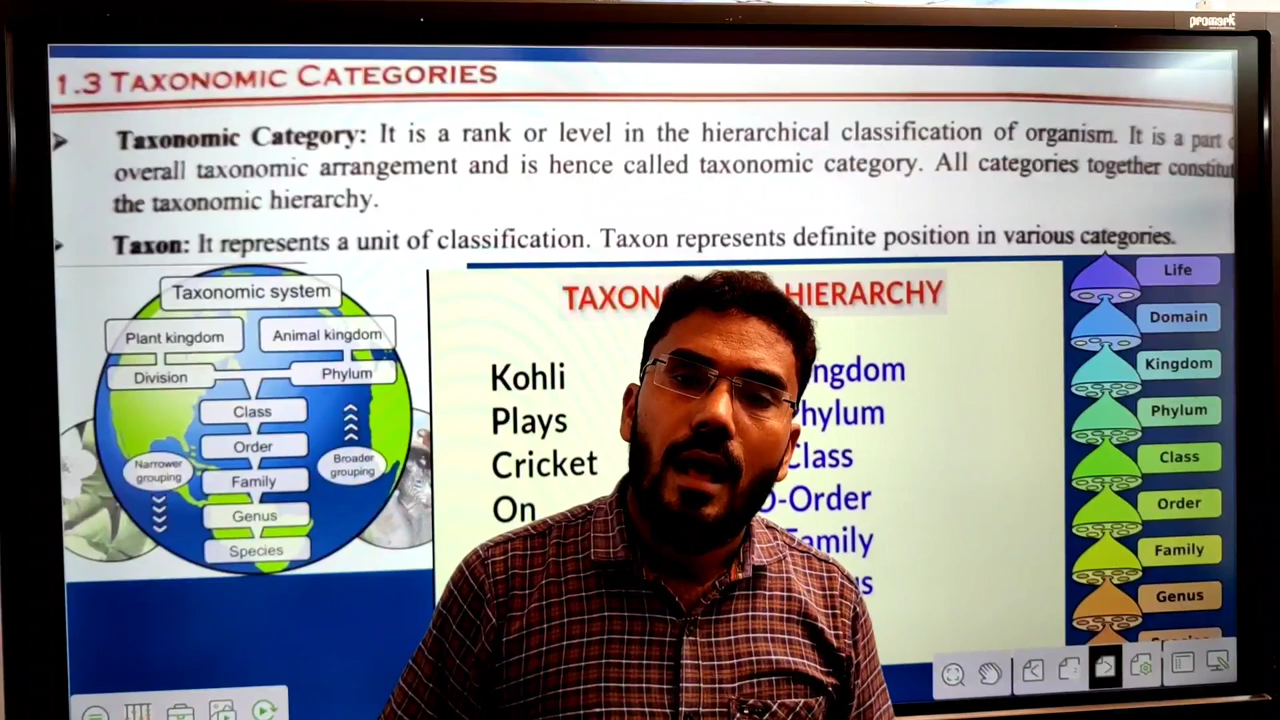 promark
1.3 TAXONOMIC CATEGORIES
Taxonomic Category: It is a rank or level in the hierarchical classification of organism. It is a part
overall taxonomic arrangement and is hence called taxonomic category. All categories together constitut
the taxonomic hierarchy.
Taxon: It represents a unit of classification. Taxon represents definite position in various categories.
Taxonomic system
Plant kingdom
Animal kingdom
Division
Phylum
Class
Order
Family
Genus
Species
Narrower
grouping
Broader
grouping
TAXON HIERARCHY
Kohli
Plays
Cricket
On
ngdom
hylum
Class
-Order
amily
s
Life
Domain
Kingdom
Phylum
Class
Order
Family
Genus